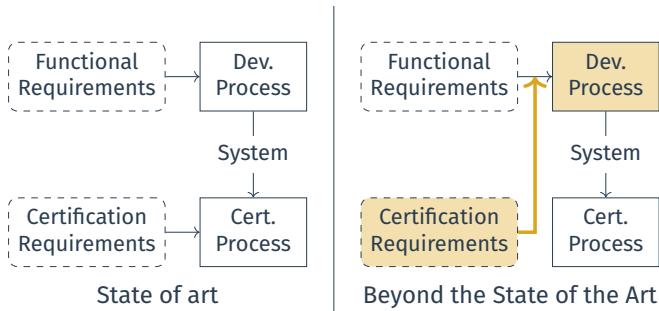 Functional
Requirements
Dev.
Process
System
Certification
Requirements
Cert.
Process
State of art
Functional
Requirements
Dev.
Process
System
Certification
Requirements
Cert.
Process
Beyond the State of the Art